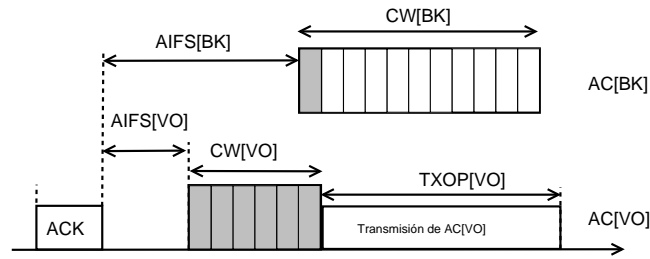 CW[BK]
AIFS[BK]
AC[BK]
AIFS[VO]
CW[VO]
TXOP[VO]
ACK
Transmisión de AC[VO]
AC[VO]